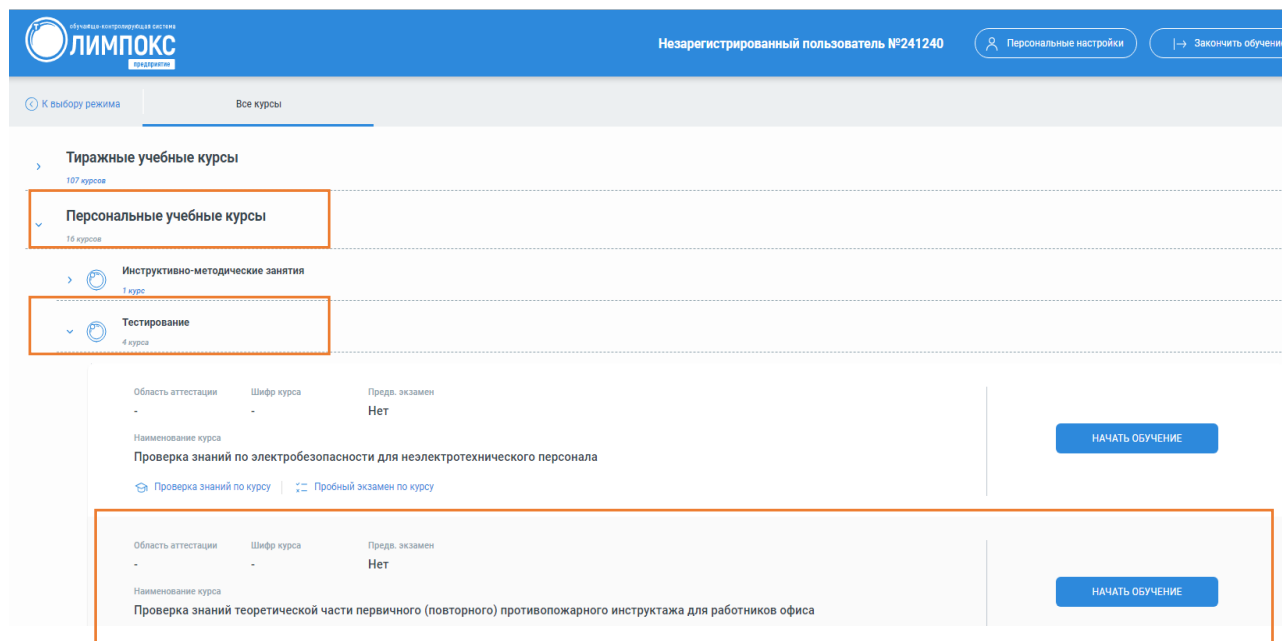 обучающе-контролирующая система
ОЛИМПОКС
предприятие
Незарегистрированный пользователь №241240
Персональные настройки
Закончить обучение
К выбору режима
Все курсы
Тиражные учебные курсы
107 курсов
Персональные учебные курсы
16 курсов
Инструктивно-методические занятия
1 курс
Тестирование
4 курса
Область аттестации Шифр курса Предв. экзамен
- - Нет
Наименование курса
Проверка знаний по электробезопасности для неэлектротехнического персонала
НАЧАТЬ ОБУЧЕНИЕ
Проверка знаний по курсу Пробный экзамен по курсу
Область аттестации Шифр курса Предв. экзамен
- - Нет
Наименование курса
Проверка знаний теоретической части первичного (повторного) противопожарного инструктажа для работников офиса
НАЧАТЬ ОБУЧЕНИЕ